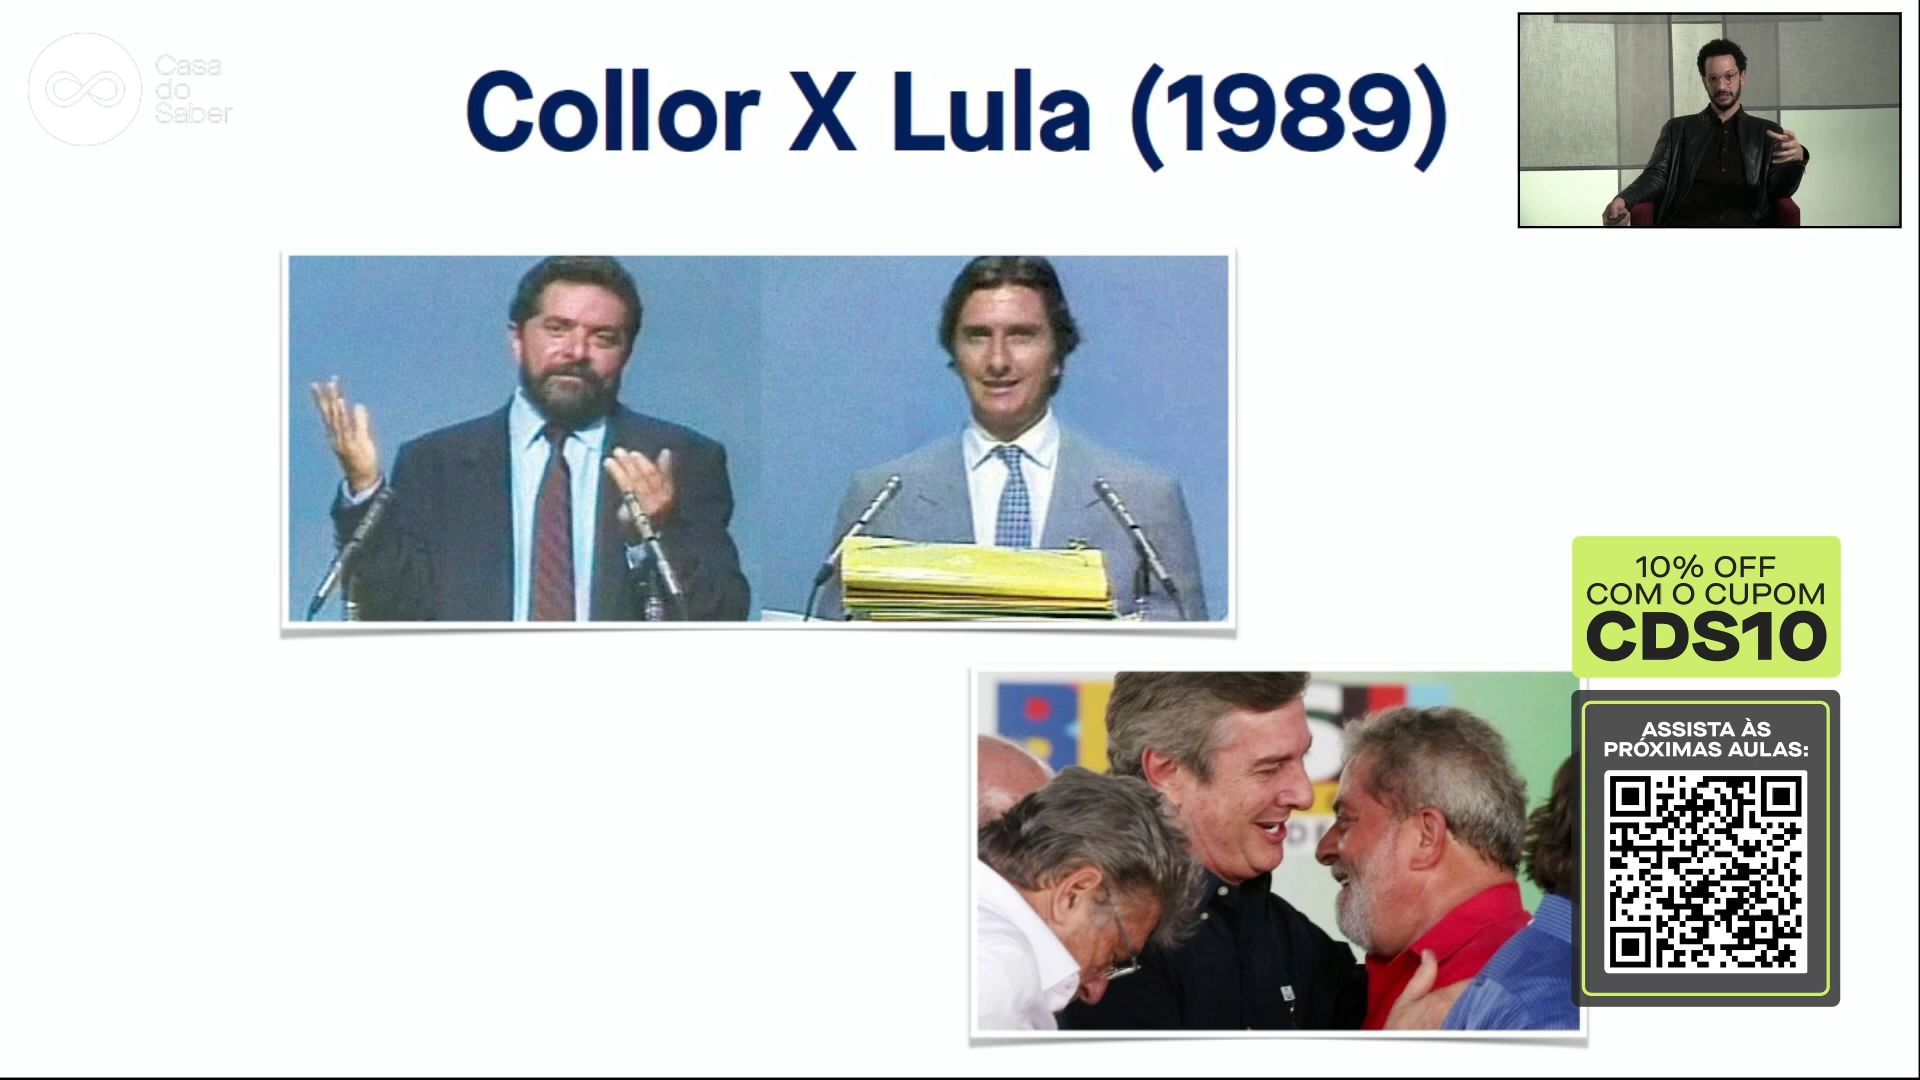 Casa
do
Saber
Collor X Lula (1989)
10% OFF
COM O CUPOM
CDS10
ASSISTA ÀS
PRÓXIMAS AULAS: